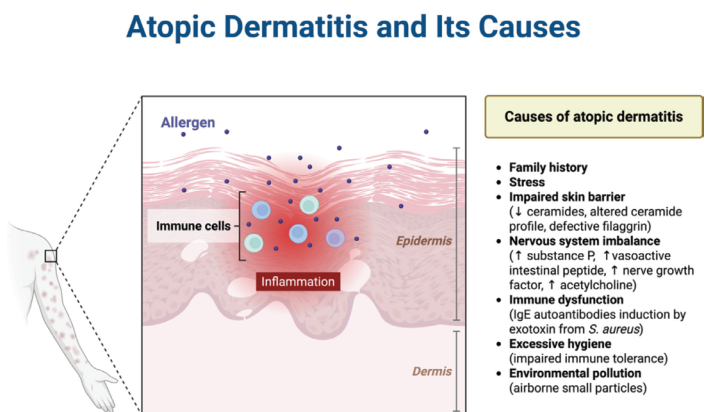 Atopic Dermatitis and Its Causes
Allergen
Immune cells
Inflammation
Epidermis
Dermis
Causes of atopic dermatitis
• Family history
• Stress
• Impaired skin barrier
(↓ ceramides, altered ceramide
profile, defective filaggrin)
• Nervous system imbalance
(↑ substance P, ↑vasoactive
intestinal peptide, ↑ nerve growth
factor, ↑ acetylcholine)
• Immune dysfunction
(IgE autoantibodies induction by
exotoxin from S. aureus)
• Excessive hygiene
(impaired immune tolerance)
• Environmental pollution
(airborne small particles)